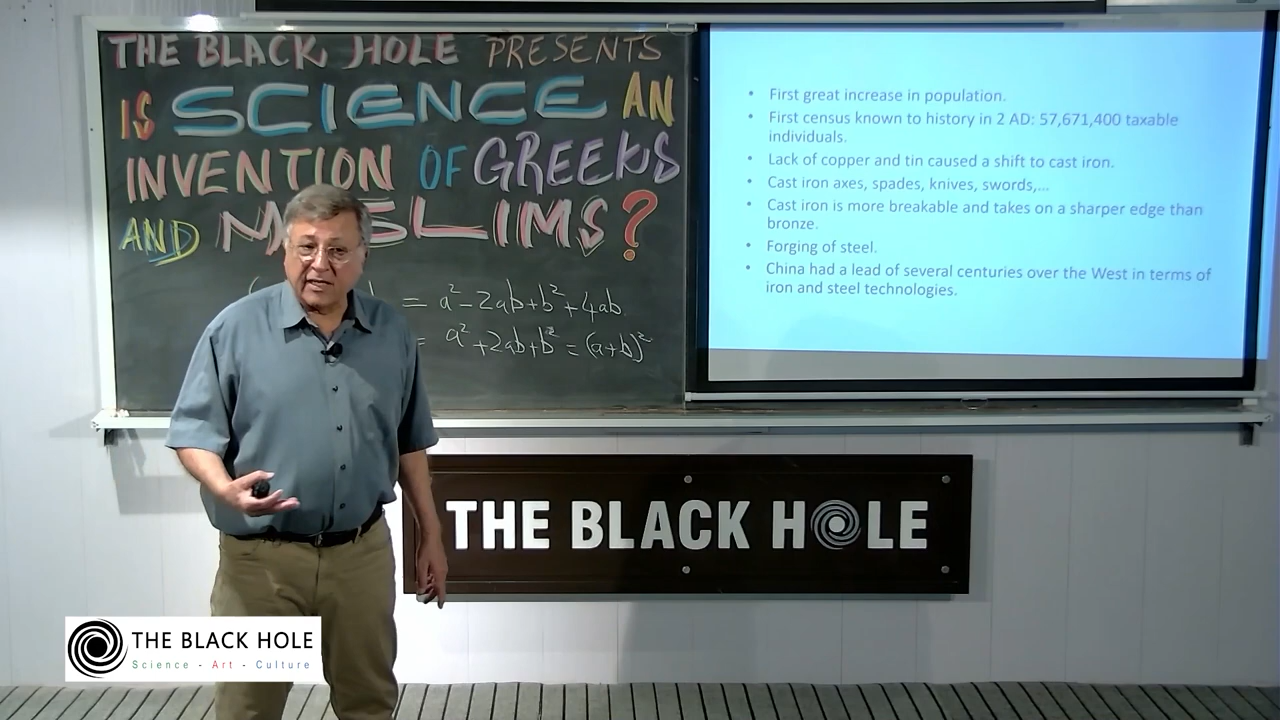 THE BLACK HOLE PRESENTS
IS SCIENCE AN
INVENTION OF GREEKS
AND MUSLIMS?
= a²-2ab+b²+4ab
= a²+2ab+b²=(a+b)²
• First great increase in population.
• First census known to history in 2 AD: 57,671,400 taxable
individuals.
• Lack of copper and tin caused a shift to cast iron.
• Cast iron axes, spades, knives, swords,...
• Cast iron is more breakable and takes on a sharper edge than
bronze.
• Forging of steel.
• China had a lead of several centuries over the West in terms of
iron and steel technologies.
THE BLACK HOLE
THE BLACK HOLE
Science - Art - Culture